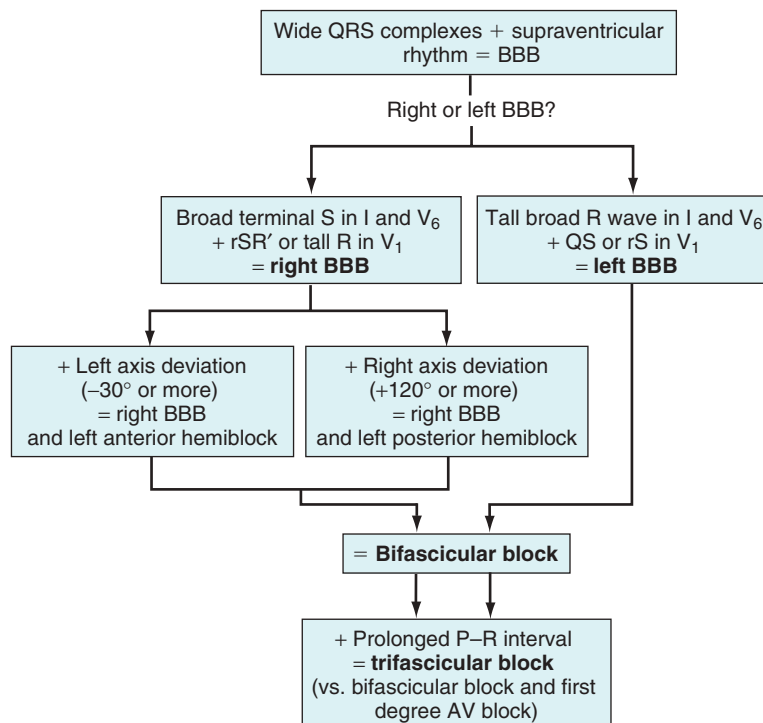 Wide QRS complexes + supraventricular
rhythm = BBB
Right or left BBB?
Broad terminal S in I and V6
+ rSR′ or tall R in V1
= right BBB
Tall broad R wave in I and V6
+ QS or rS in V1
= left BBB
+ Left axis deviation
(–30° or more)
= right BBB
and left anterior hemiblock
+ Right axis deviation
(+120° or more)
= right BBB
and left posterior hemiblock
= Bifascicular block
+ Prolonged P–R interval
= trifascicular block
(vs. bifascicular block and first
degree AV block)